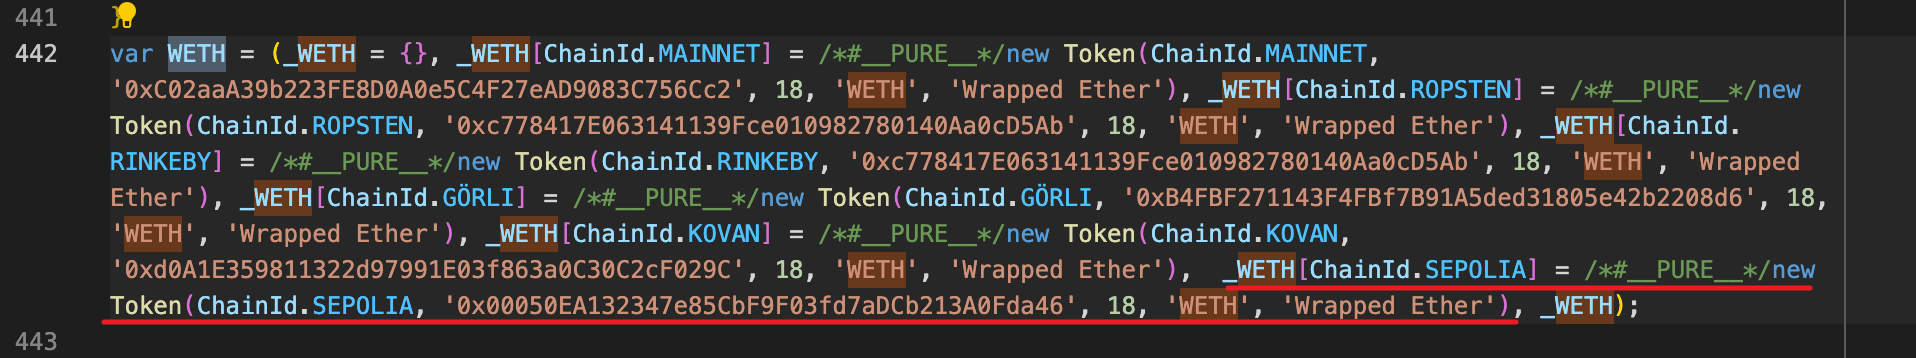 441 }
442 var WETH = (_WETH = {}, _WETH[ChainId.MAINNET] = /*#__PURE__*/new Token(ChainId.MAINNET,
'0xC02aaA39b223FE8D0A0e5C4F27eAD9083C756Cc2', 18, 'WETH', 'Wrapped Ether'), _WETH[ChainId.ROPSTEN] = /*#__PURE__*/new
Token(ChainId.ROPSTEN, '0xc778417E063141139Fce010982780140Aa0cD5Ab', 18, 'WETH', 'Wrapped Ether'), _WETH[ChainId.
RINKEBY] = /*#__PURE__*/new Token(ChainId.RINKEBY, '0xc778417E063141139Fce010982780140Aa0cD5Ab', 18, 'WETH', 'Wrapped
Ether'), _WETH[ChainId.GÖRLI] = /*#__PURE__*/new Token(ChainId.GÖRLI, '0xB4FBF271143F4FBf7B91A5ded31805e42b2208d6', 18,
'WETH', 'Wrapped Ether'), _WETH[ChainId.KOVAN] = /*#__PURE__*/new Token(ChainId.KOVAN,
'0xd0A1E359811322d97991E03f863a0C30C2cF029C', 18, 'WETH', 'Wrapped Ether'), _WETH[ChainId.SEPOLIA] = /*#__PURE__*/new
Token(ChainId.SEPOLIA, '0x00050EA132347e85CbF9F03fd7aDCb213A0Fda46', 18, 'WETH', 'Wrapped Ether'), _WETH);
443